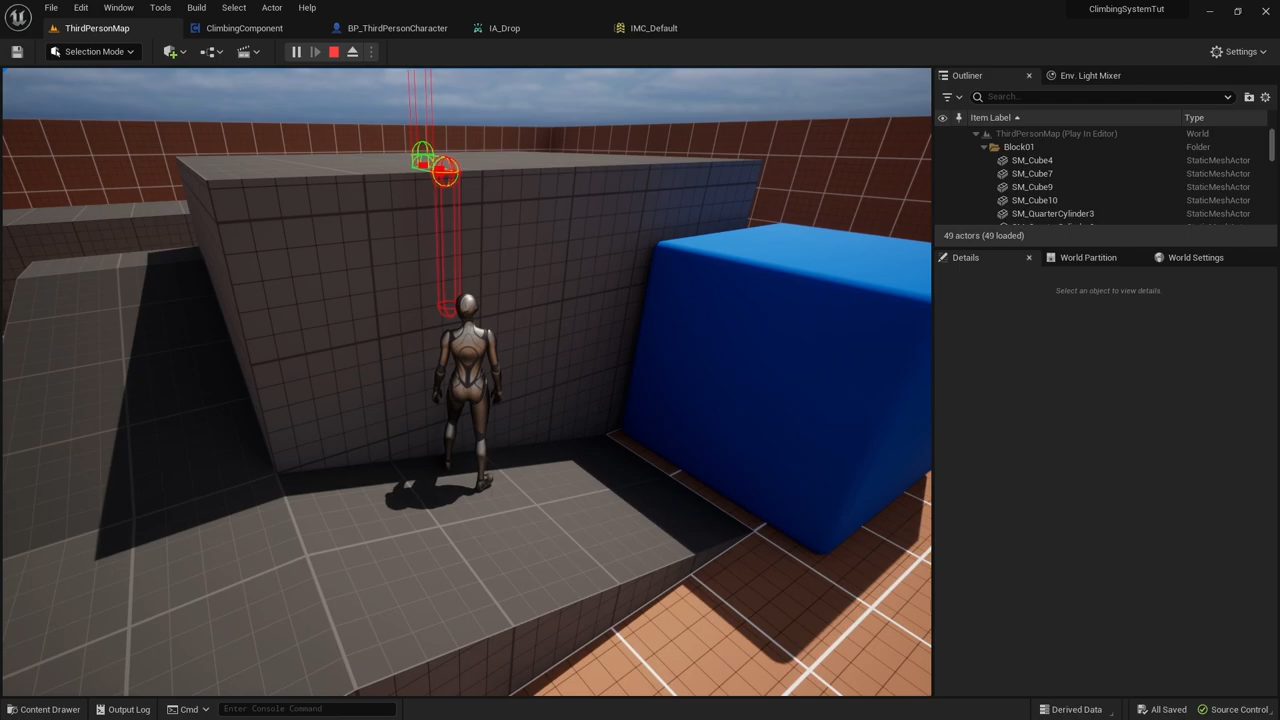 File Edit Window Tools Build Select Actor Help
ClimbingSystemTut
ThirdPersonMap
ClimbingComponent
BP_ThirdPersonCharacter
IA_Drop
IMC_Default
Selection Mode
Settings
Outliner
Env. Light Mixer
Search...
Item Label
Type
ThirdPersonMap (Play In Editor) World
Block01 Folder
SM_Cube4 StaticMeshActor
SM_Cube7 StaticMeshActor
SM_Cube9 StaticMeshActor
SM_Cube10 StaticMeshActor
SM_QuarterCylinder3 StaticMeshActor
49 actors (49 loaded)
Details
World Partition
World Settings
Select an object to view details.
Content Drawer
Output Log
Cmd
Enter Console Command
Derived Data
All Saved
Source Control